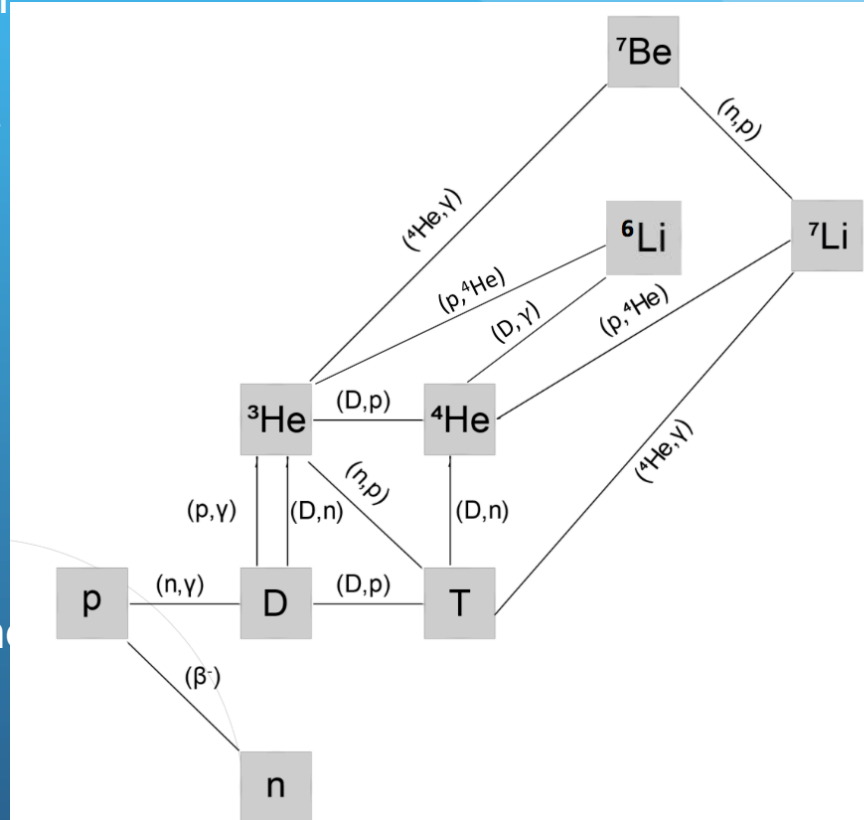 ⁷Be
(n,p)
(⁴He,γ)
⁶Li
⁷Li
(p,⁴He)
(D,γ)
(p,⁴He)
³He
(D,p)
⁴He
(n,p)
(⁴He,γ)
(p,γ)
(D,n)
(D,n)
p
(n,γ)
D
(D,p)
T
(β⁻)
n